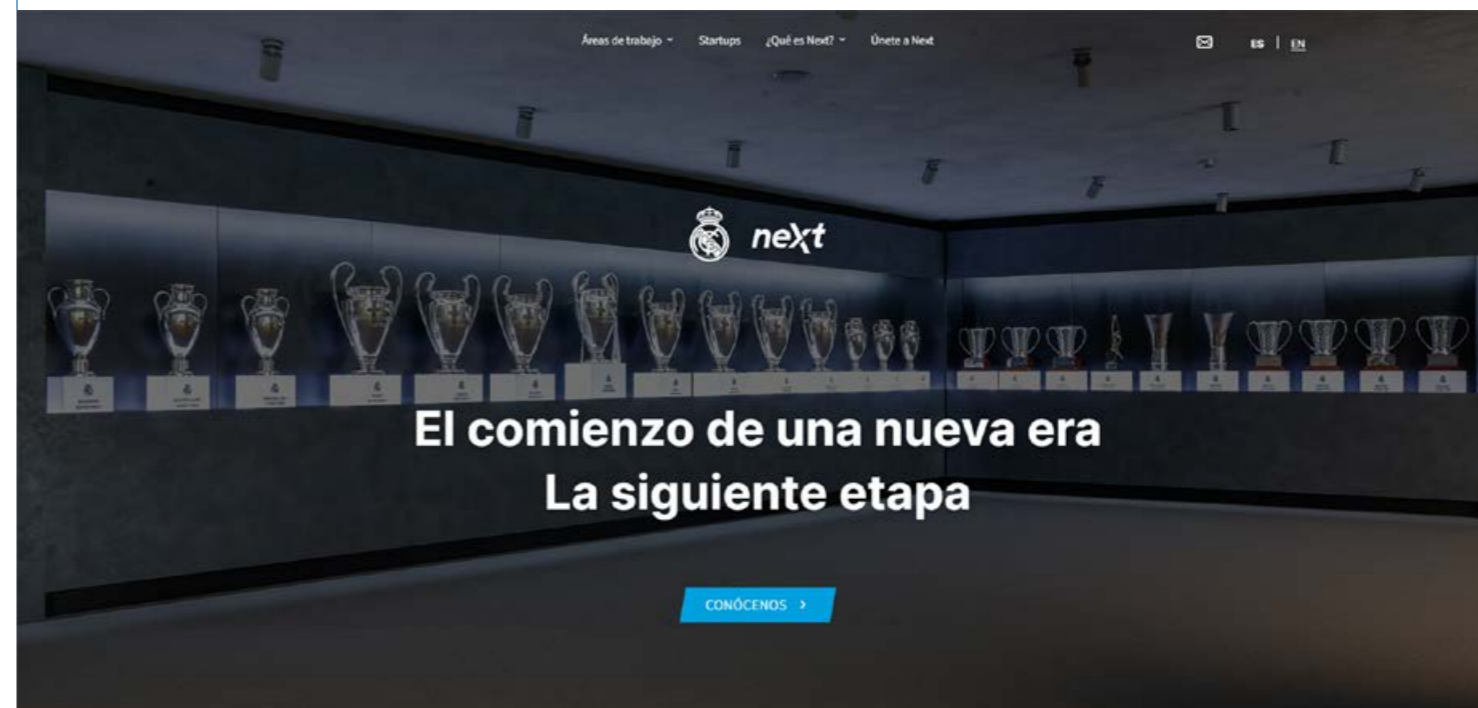 Áreas de trabajo
Startups
¿Qué es Next?
Únete a Next
ES | EN
neXt
El comienzo de una nueva era
La siguiente etapa
CONÓCENOS >